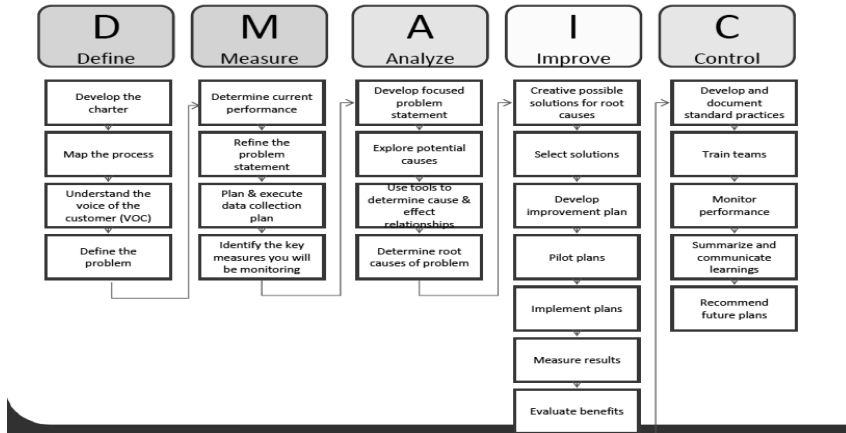 D
Define
Develop the
charter
Map the process
Understand the
voice of the
customer (VOC)
Define the
problem
M
Measure
Determine current
performance
Refine the
problem
statement
Plan & execute
data collection
plan
Identify the key
measures you will
be monitoring
A
Analyze
Develop focused
problem
statement
Explore potential
causes
Use tools to
determine cause &
effect
relationships
Determine root
causes of problem
I
Improve
Creative possible
solutions for root
causes
Select solutions
Develop
improvement plan
Pilot plans
Implement plans
Measure results
Evaluate benefits
C
Control
Develop and
document
standard practices
Train teams
Monitor
performance
Summarize and
communicate
learnings
Recommend
future plans